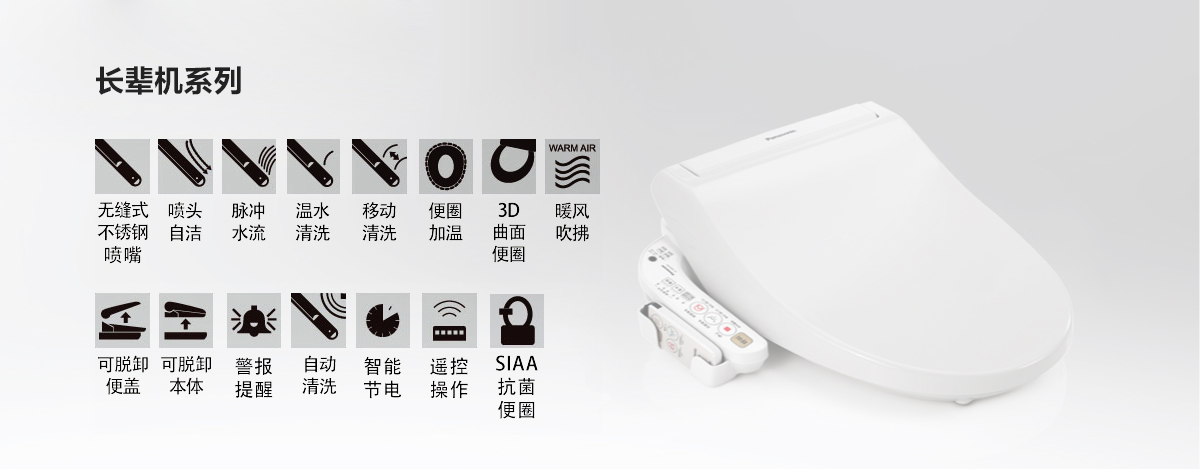 长辈机系列
WARM AIR
无缝式
不锈钢
喷嘴
喷头
自洁
脉冲
水流
温水
清洗
移动
清洗
便圈
加温
3D
曲面
便圈
暖风
吹拂
可脱卸
便盖
可脱卸
本体
警报
提醒
自动
清洗
智能
节电
遥控
操作
SIAA
抗菌
便圈
Panasonic